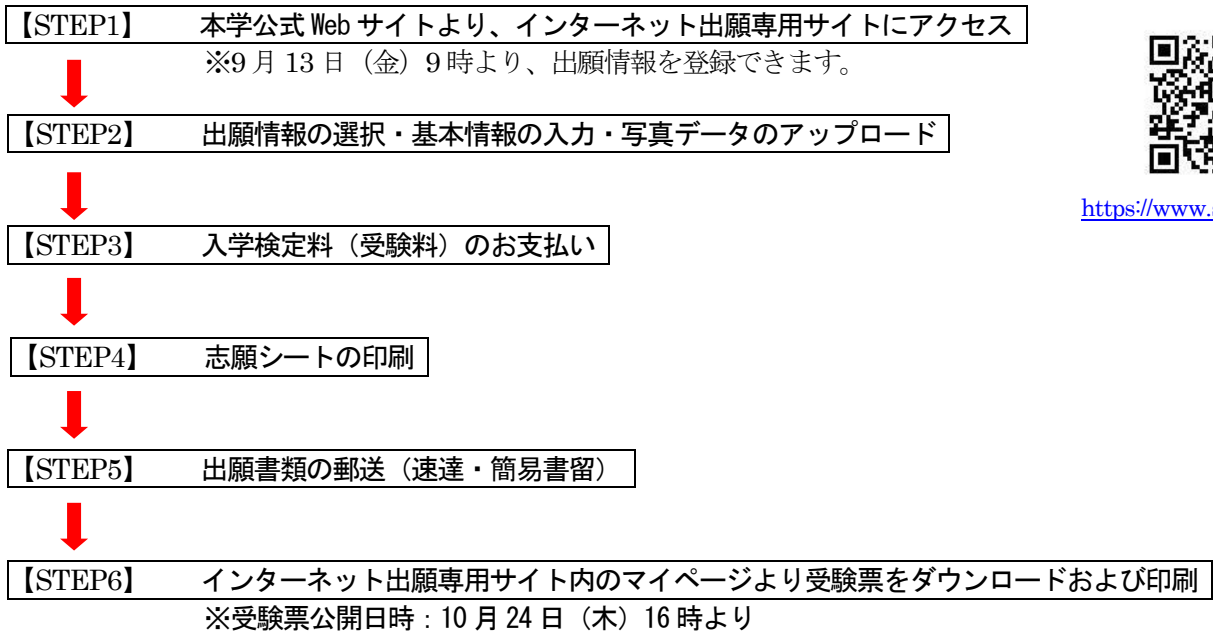 【STEP1】 本学公式 Web サイトより、インターネット出願専用サイトにアクセス
※9月13日（金）9時より、出願情報を登録できます。
【STEP2】 出願情報の選択・基本情報の入力・写真データのアップロード
https://www.
【STEP3】 入学検定料（受験料）のお支払い
【STEP4】 志願シートの印刷
【STEP5】 出願書類の郵送（速達・簡易書留）
【STEP6】 インターネット出願専用サイト内のマイページより受験票をダウンロードおよび印刷
※受験票公開日時：10月24日（木）16時より